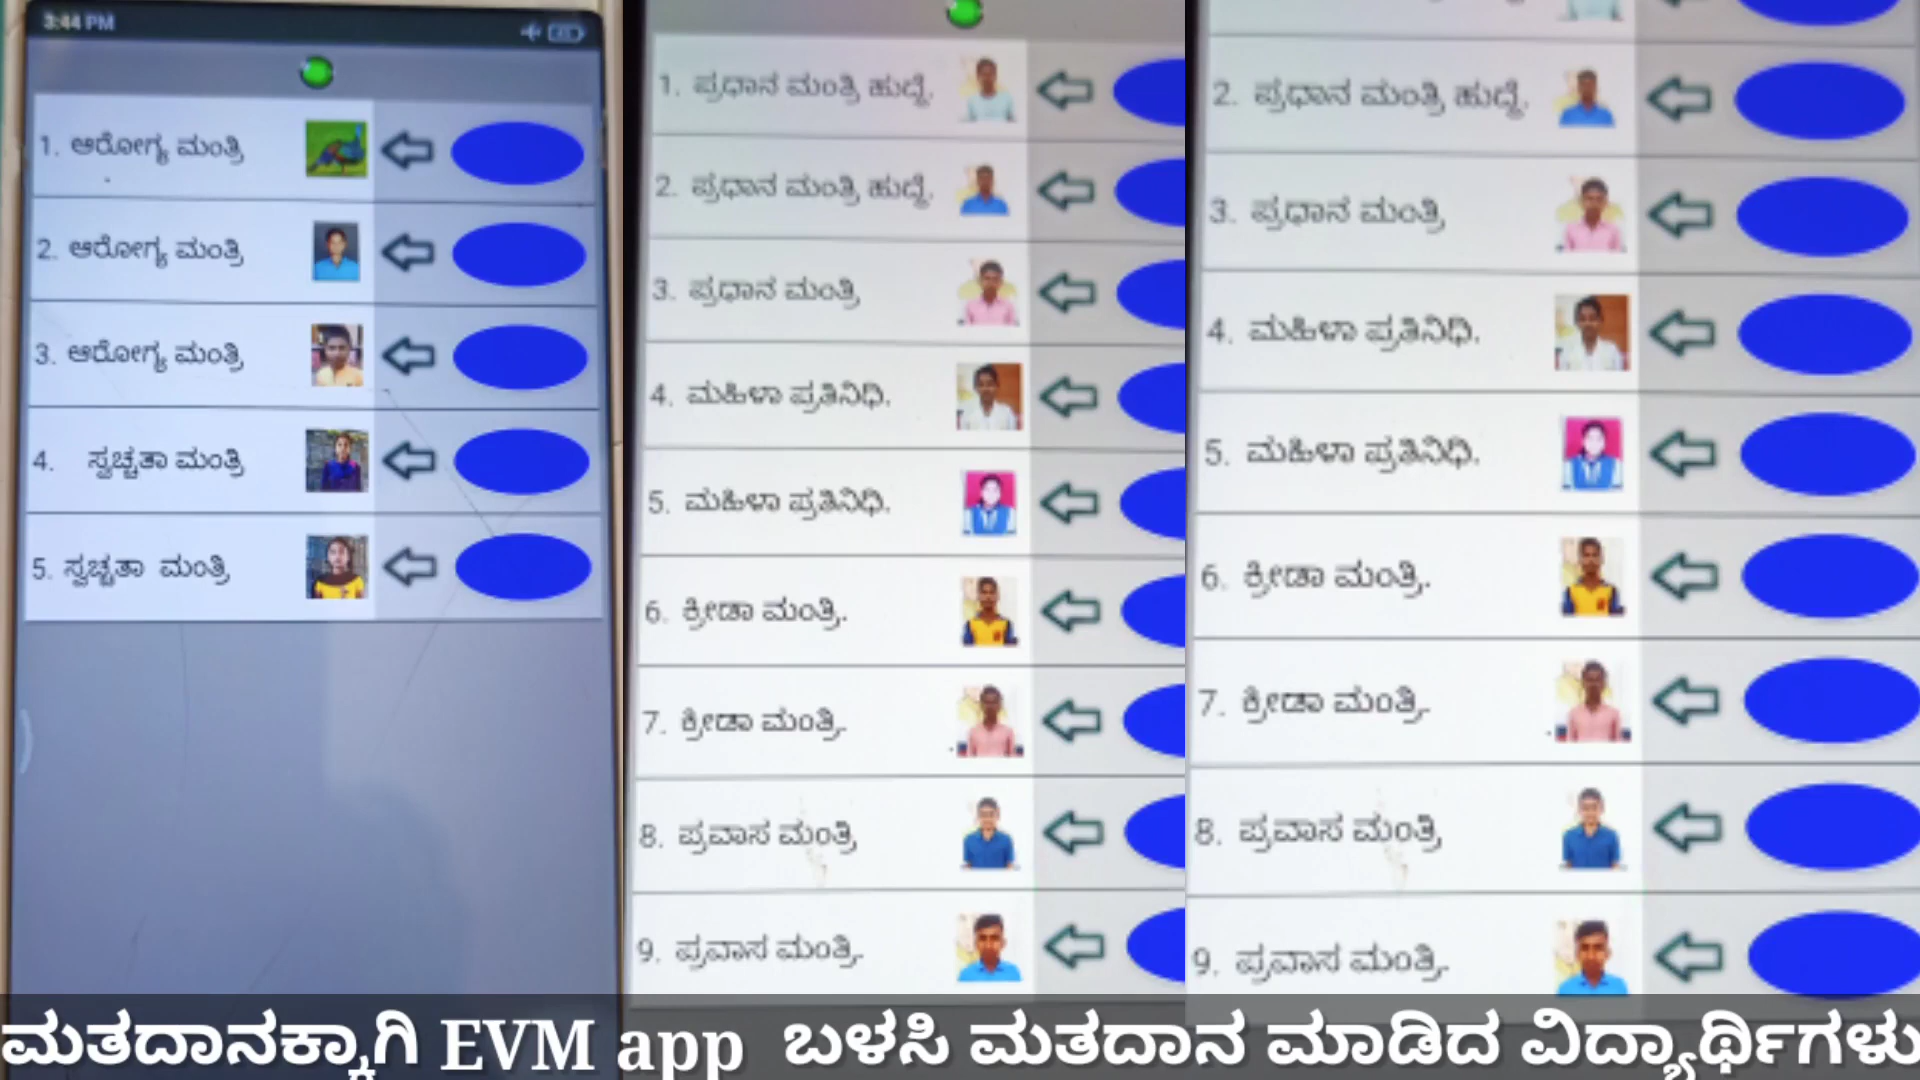 3:44 PM
1. ಆರೋಗ್ಯ ಮಂತ್ರಿ
2. ಆರೋಗ್ಯ ಮಂತ್ರಿ
3. ಆರೋಗ್ಯ ಮಂತ್ರಿ
4. ಸ್ವಚ್ಚತಾ ಮಂತ್ರಿ
5. ಸ್ವಚ್ಚತಾ ಮಂತ್ರಿ
1. ಪ್ರಧಾನ ಮಂತ್ರಿ ಹುದ್ದೆ.
2. ಪ್ರಧಾನ ಮಂತ್ರಿ ಹುದ್ದೆ.
3. ಪ್ರಧಾನ ಮಂತ್ರಿ
4. ಮಹಿಳಾ ಪ್ರತಿನಿಧಿ.
5. ಮಹಿಳಾ ಪ್ರತಿನಿಧಿ.
6. ಕ್ರೀಡಾ ಮಂತ್ರಿ.
7. ಕ್ರೀಡಾ ಮಂತ್ರಿ.
8. ಪ್ರವಾಸ ಮಂತ್ರಿ
9. ಪ್ರವಾಸ ಮಂತ್ರಿ.
2. ಪ್ರಧಾನ ಮಂತ್ರಿ ಹುದ್ದೆ.
3. ಪ್ರಧಾನ ಮಂತ್ರಿ
4. ಮಹಿಳಾ ಪ್ರತಿನಿಧಿ.
5. ಮಹಿಳಾ ಪ್ರತಿನಿಧಿ.
6. ಕ್ರೀಡಾ ಮಂತ್ರಿ.
7. ಕ್ರೀಡಾ ಮಂತ್ರಿ.
8. ಪ್ರವಾಸ ಮಂತ್ರಿ
9. ಪ್ರವಾಸ ಮಂತ್ರಿ.
ಮತದಾನಕ್ಕಾಗಿ EVM app ಬಳಸಿ ಮತದಾನ ಮಾಡಿದ ವಿದ್ಯಾರ್ಥಿಗಳು